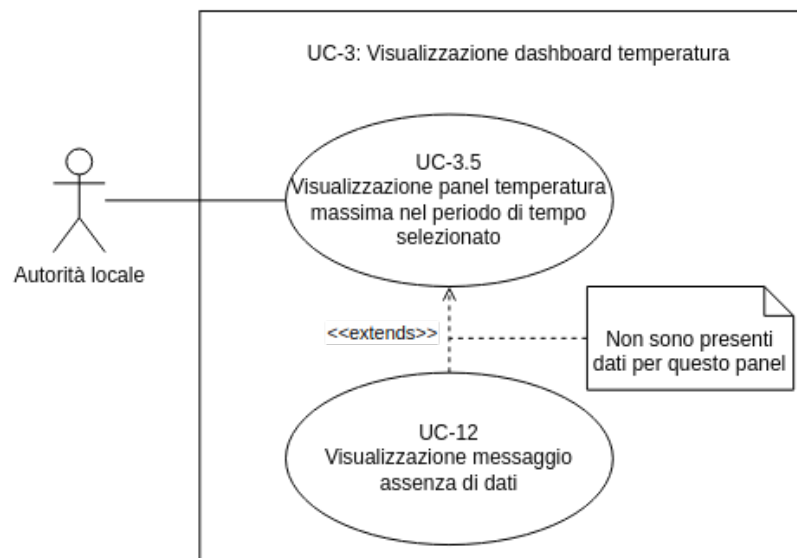 UC-3: Visualizzazione dashboard temperatura
UC-3.5
Visualizzazione panel temperatura
massima nel periodo di tempo
selezionato
Autorità locale
<<extends>>
Non sono presenti
dati per questo panel
UC-12
Visualizzazione messaggio
assenza di dati